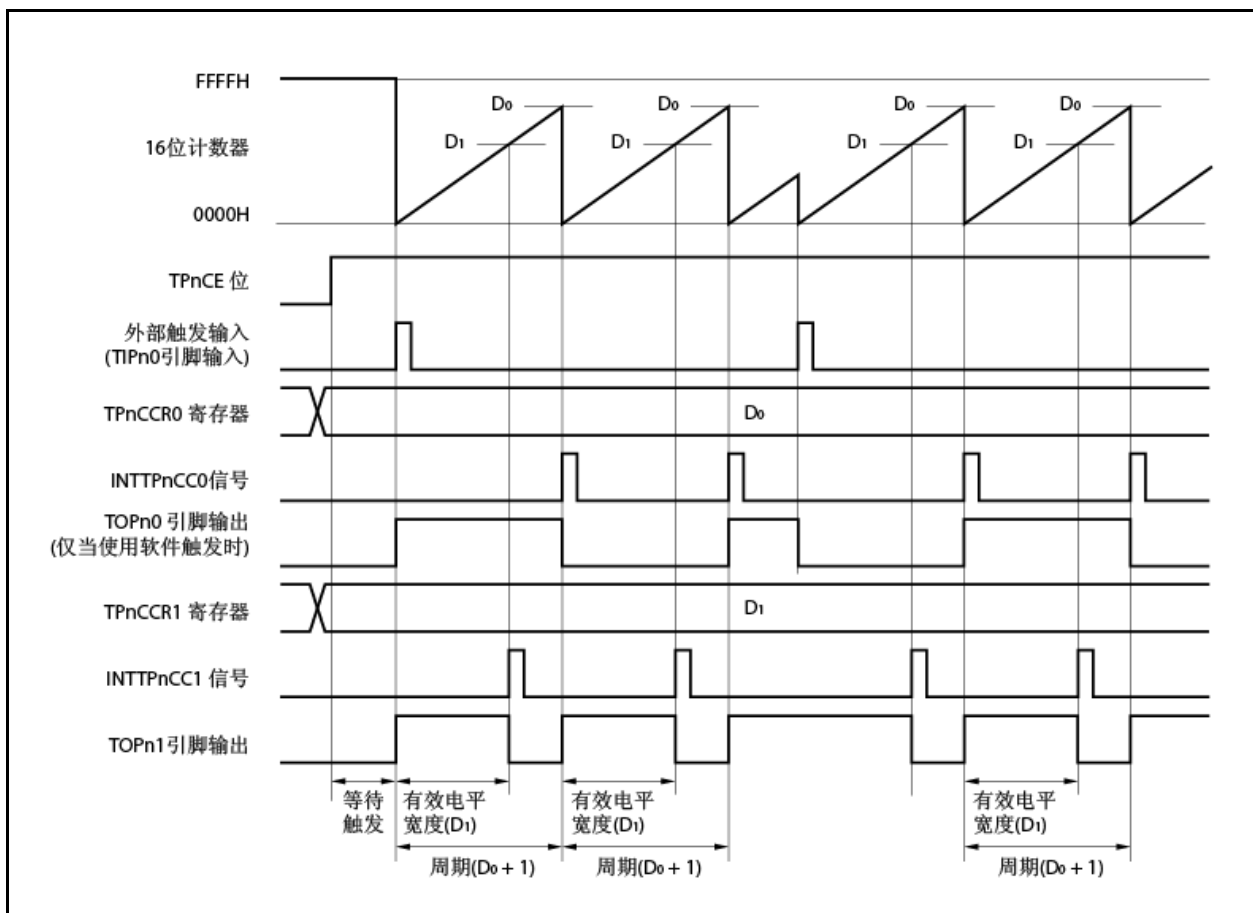 FFFFH
D₀
D₀
D₀
D₀
16位计数器
D₁
D₁
D₁
D₁
0000H
TPnCE 位
外部触发输入
(TIPn0引脚输入)
TPnCCR0 寄存器
D₀
INTTPnCC0信号
TOPn0 引脚输出
(仅当使用软件触发时)
TPnCCR1 寄存器
D₁
INTTPnCC1 信号
TOPn1引脚输出
等待
触发
有效电平
宽度(D₁)
有效电平
宽度(D₁)
有效电平
宽度(D₁)
周期(D₀ + 1)
周期(D₀ + 1)
周期(D₀ + 1)